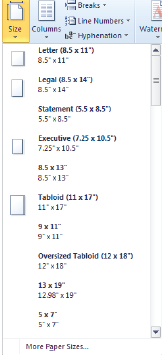 Breaks
Size
Columns
Line Numbers
Hyphenation
Letter (8.5 x 11")
8.5" x 11"
Legal (8.5 x 14")
8.5" x 14"
Statement (5.5 x 8.5")
5.5" x 8.5"
Executive (7.25 x 10.5")
7.25" x 10.5"
8.5 x 13"
8.5" x 13"
Tabloid (11 x 17")
11" x 17"
9 x 11"
9" x 11"
Oversized Tabloid (12 x 18")
12" x 18"
13 x 19"
12.98" x 19"
5 x 7"
5" x 7"
More Paper Sizes...